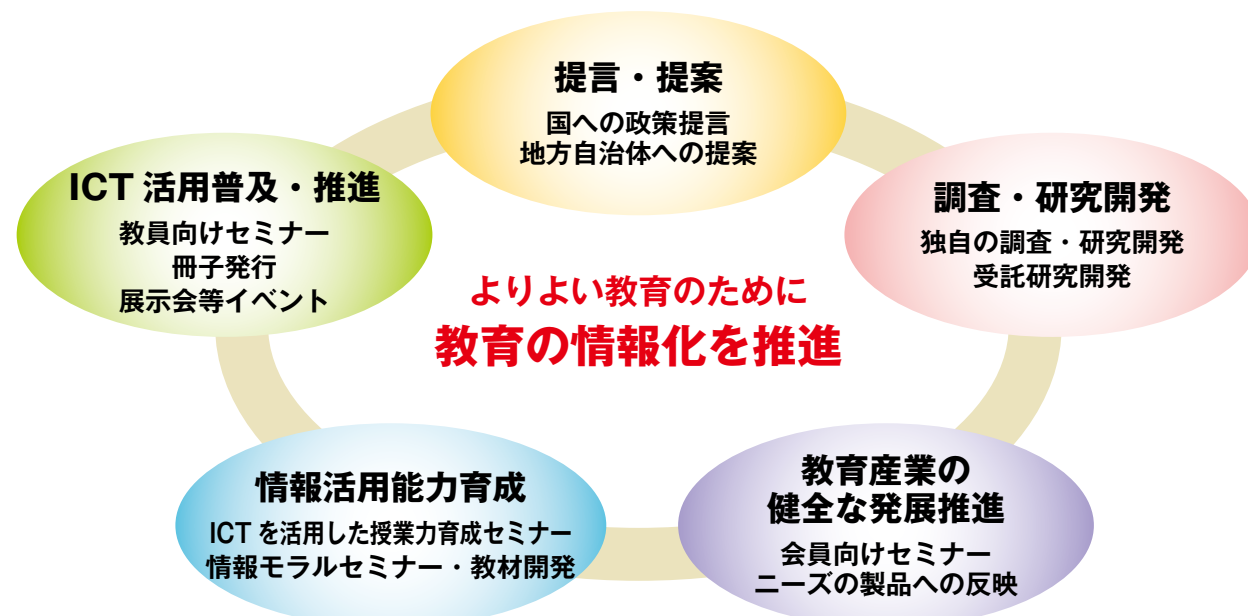 提言・提案
国への政策提言
地方自治体への提案
ICT 活用普及・推進
教員向けセミナー
冊子発行
展示会等イベント
調査・研究開発
独自の調査・研究開発
受託研究開発
よりよい教育のために
教育の情報化を推進
情報活用能力育成
ICT を活用した授業力育成セミナー
情報モラルセミナー・教材開発
教育産業の
健全な発展推進
会員向けセミナー
ニーズの製品への反映